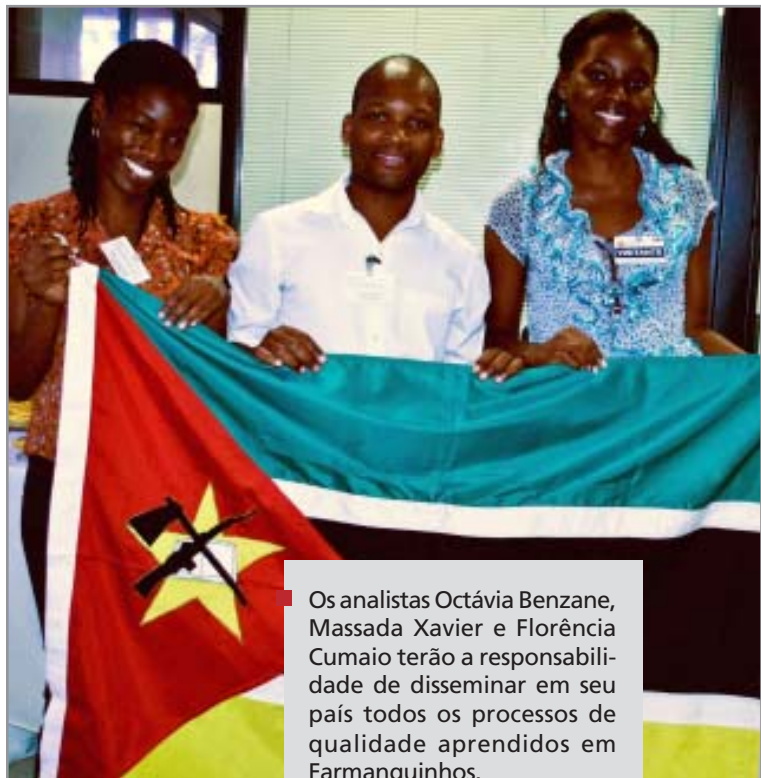 Os analistas Octávia Benzane,
Massada Xavier e Florência
Cumaio terão a responsabili-
dade de disseminar em seu
país todos os processos de
qualidade aprendidos em
Farmanguinhos.